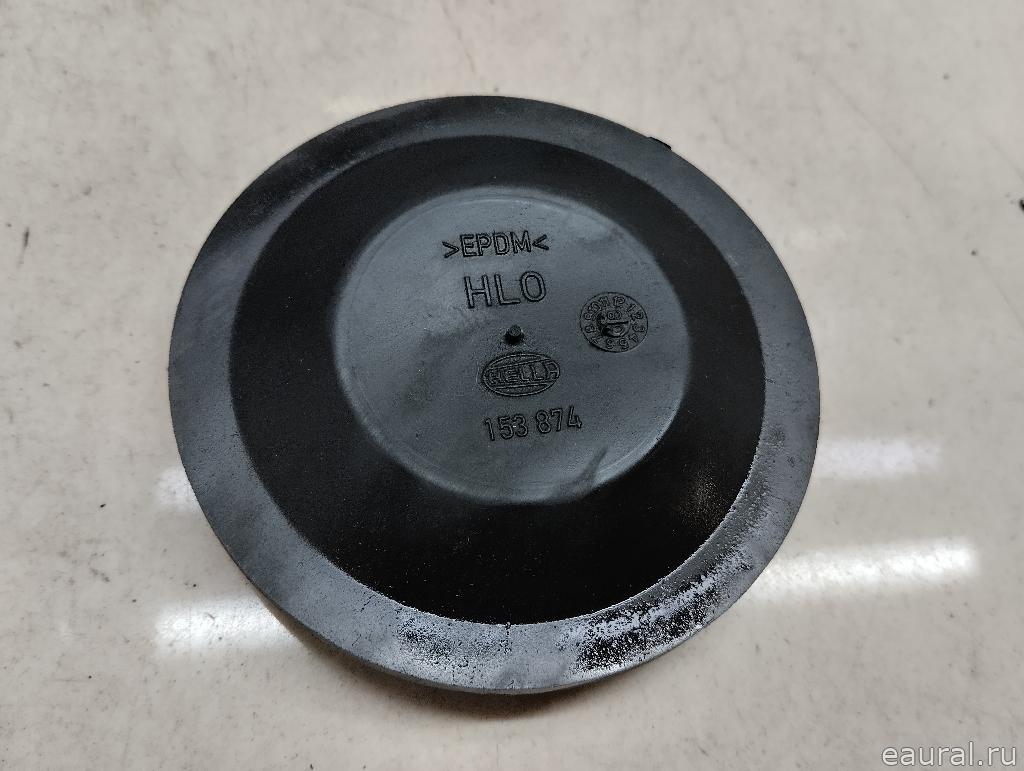 >EPDM<
HLO
HELLA
153 874
eaural.ru